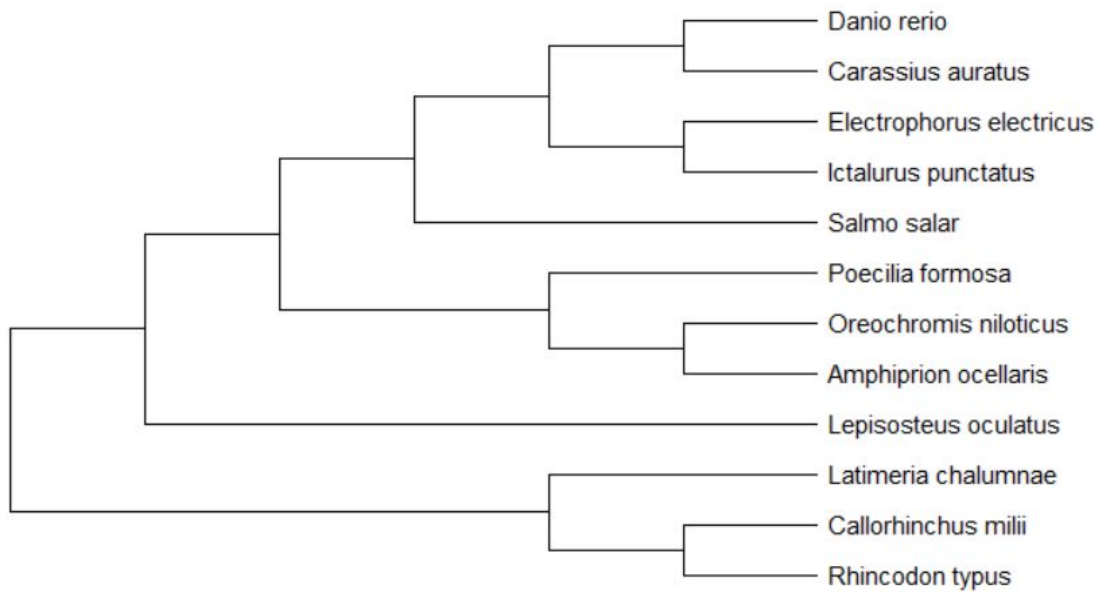 Danio rerio
Carassius auratus
Electrophorus electricus
Ictalurus punctatus
Salmo salar
Poecilia formosa
Oreochromis niloticus
Amphiprion ocellaris
Lepisosteus oculatus
Latimeria chalumnae
Callorhinchus milii
Rhincodon typus